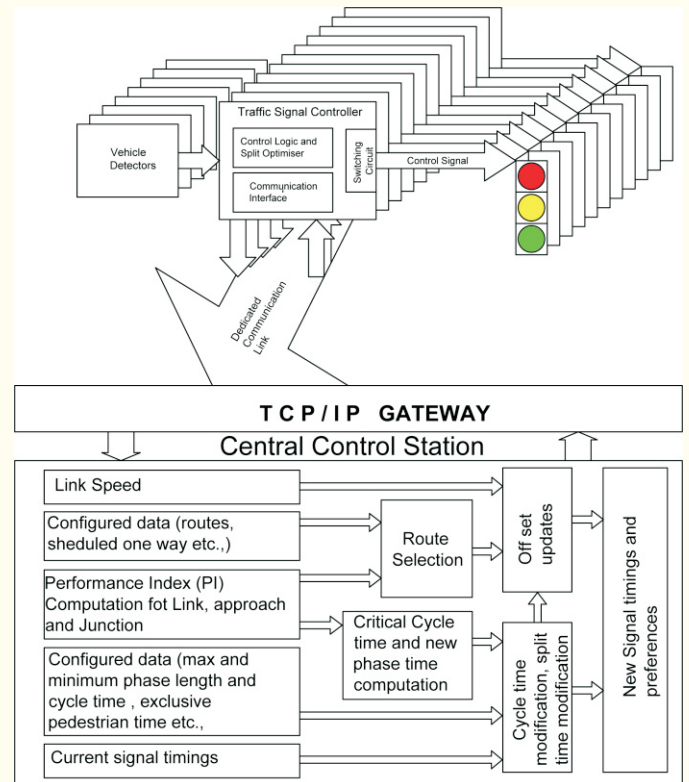 Traffic Signal Controller
Vehicle
Detectors
Control Logic and
Split Optimiser
Communication
Interface
Switching
Circuit
Control Signal
Dedicated
Communication
Link
TCP/IP GATEWAY
Central Control Station
Link Speed
Configured data (routes,
sheduled one way etc.,)
Performance Index (PI)
Computation fot Link, approach
and Junction
Configured data (max and
minimum phase length and
cycle time , exclusive
pedestrian time etc.,
Current signal timings
Route
Selection
Critical Cycle
time and new
phase time
computation
Off set
updates
Cycle time
modification, split
time modification
New Signal timings and
preferences